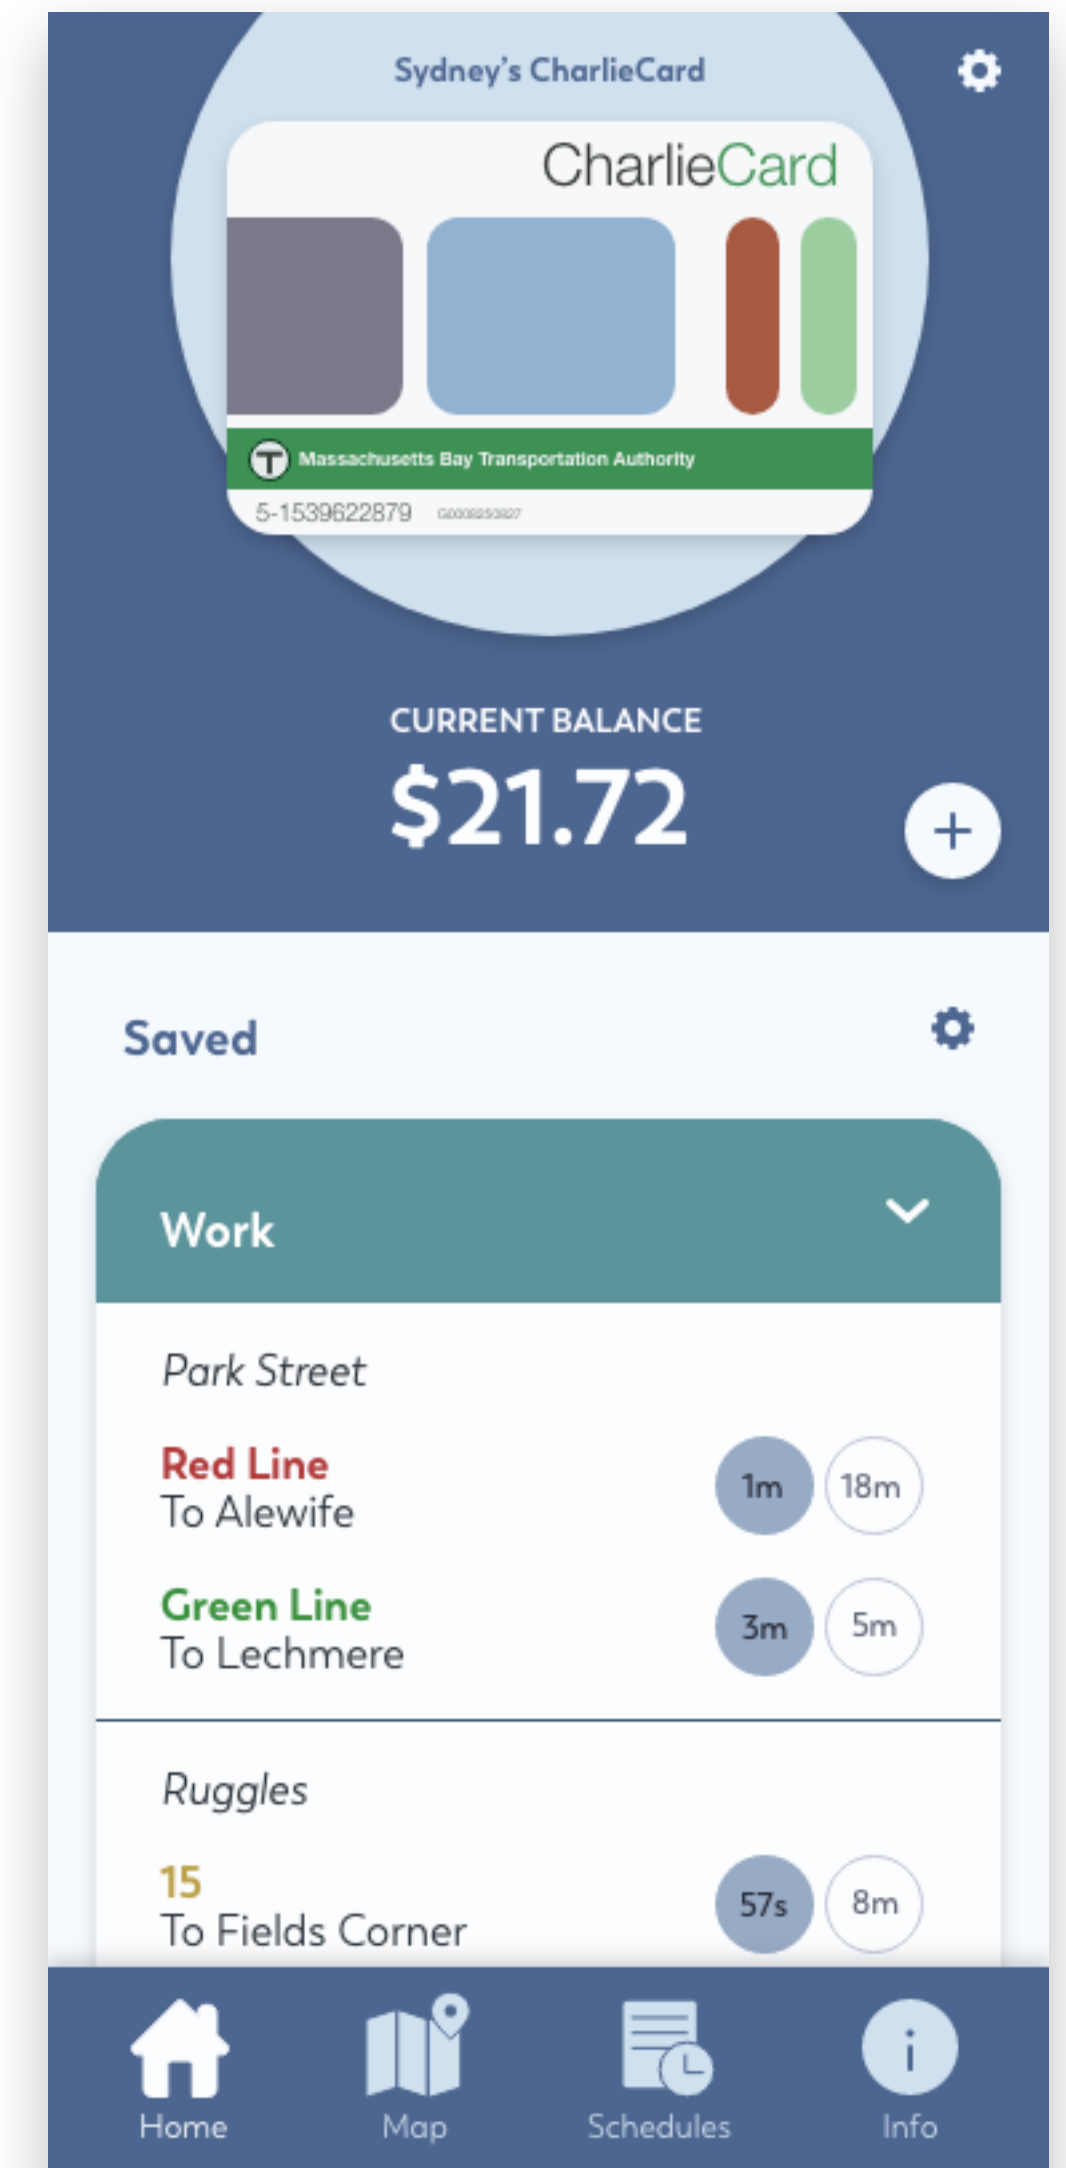 Sydney's CharlieCard
CharlieCard
T Massachusetts Bay Transportation Authority
5-1539622879
CURRENT BALANCE
$21.72
+
Saved
Work
Park Street
Red Line
To Alewife
1m 18m
Green Line
To Lechmere
3m 5m
Ruggles
15
To Fields Corner
57s 8m
i
Home Map Schedules Info